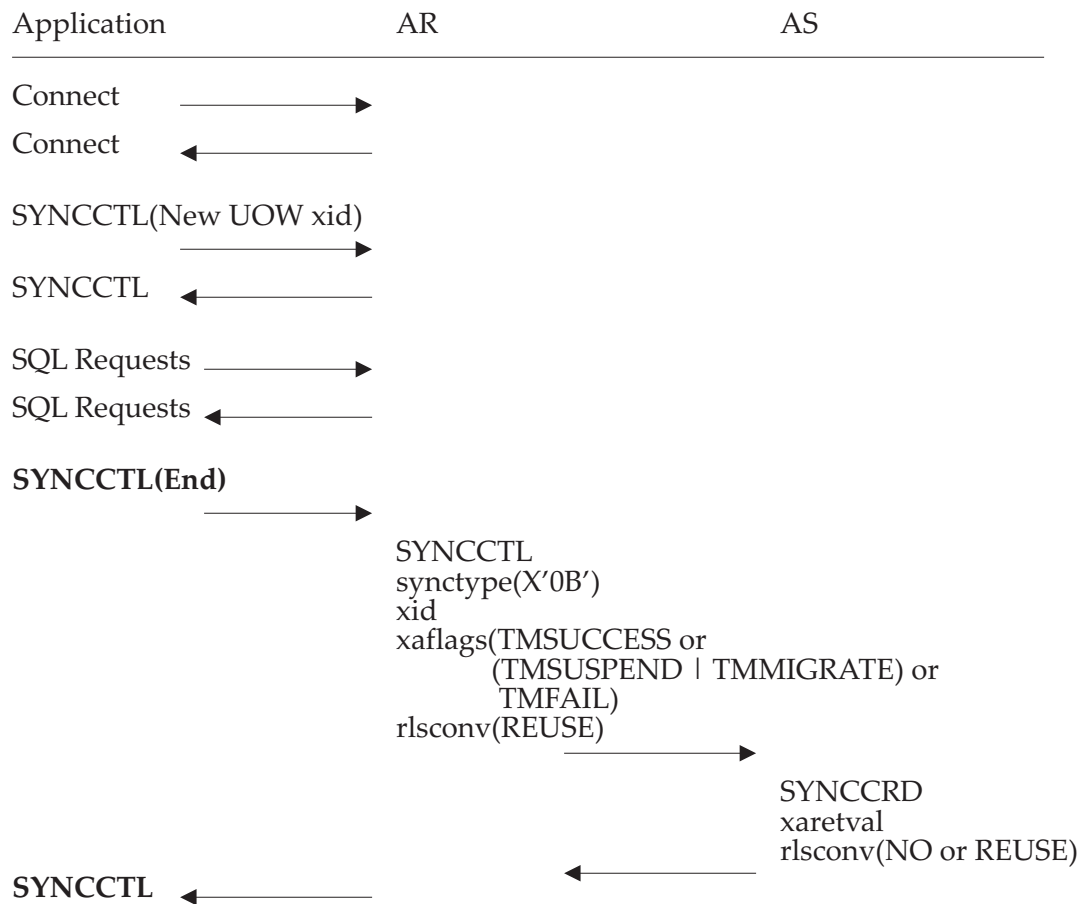 Application AR AS
Connect
Connect
SYNCCTL(New UOW xid)
SYNCCTL
SQL Requests
SQL Requests
SYNCCTL(End)
SYNCCTL
synctype(X’0B’)
xid
xaflags(TMSUCCESS or
(TMSUSPEND | TMMIGRATE) or
TMFAIL)
rlsconv(REUSE)
SYNCCRD
xaretval
rlsconv(NO or REUSE)
SYNCCTL